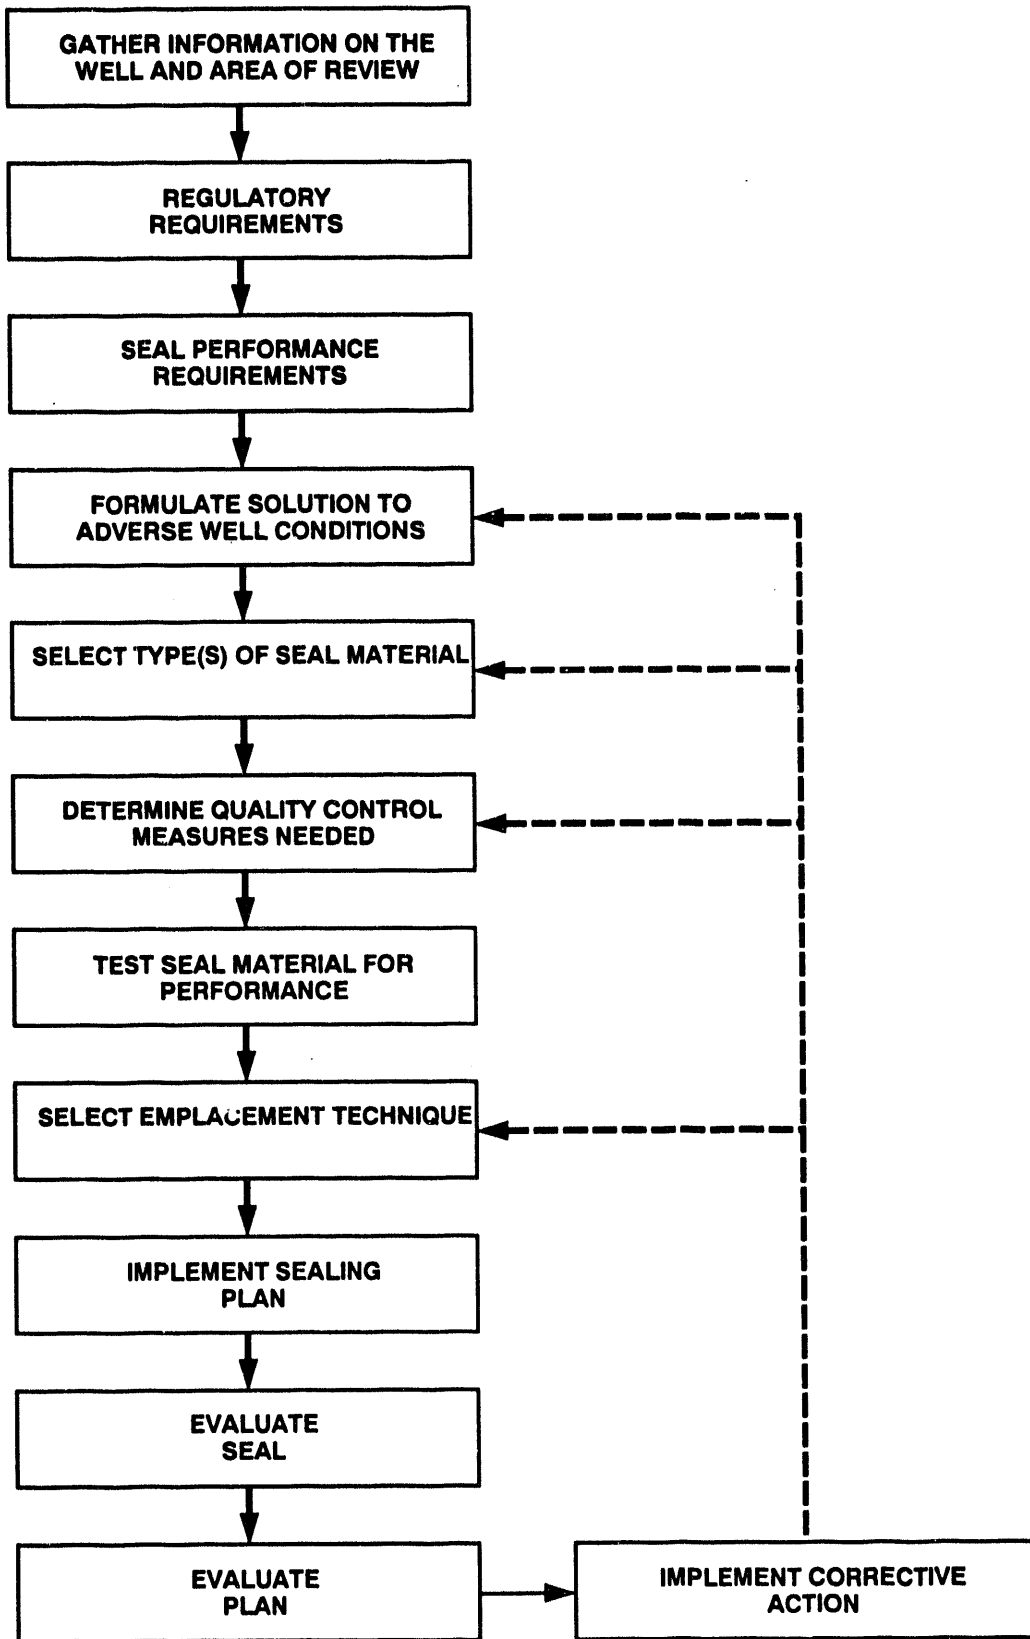 GATHER INFORMATION ON THE
WELL AND AREA OF REVIEW
REGULATORY
REQUIREMENTS
SEAL PERFORMANCE
REQUIREMENTS
FORMULATE SOLUTION TO
ADVERSE WELL CONDITIONS
SELECT TYPE(S) OF SEAL MATERIAL
DETERMINE QUALITY CONTROL
MEASURES NEEDED
TEST SEAL MATERIAL FOR
PERFORMANCE
SELECT EMPLACEMENT TECHNIQUE
IMPLEMENT SEALING
PLAN
EVALUATE
SEAL
EVALUATE
PLAN
IMPLEMENT CORRECTIVE
ACTION